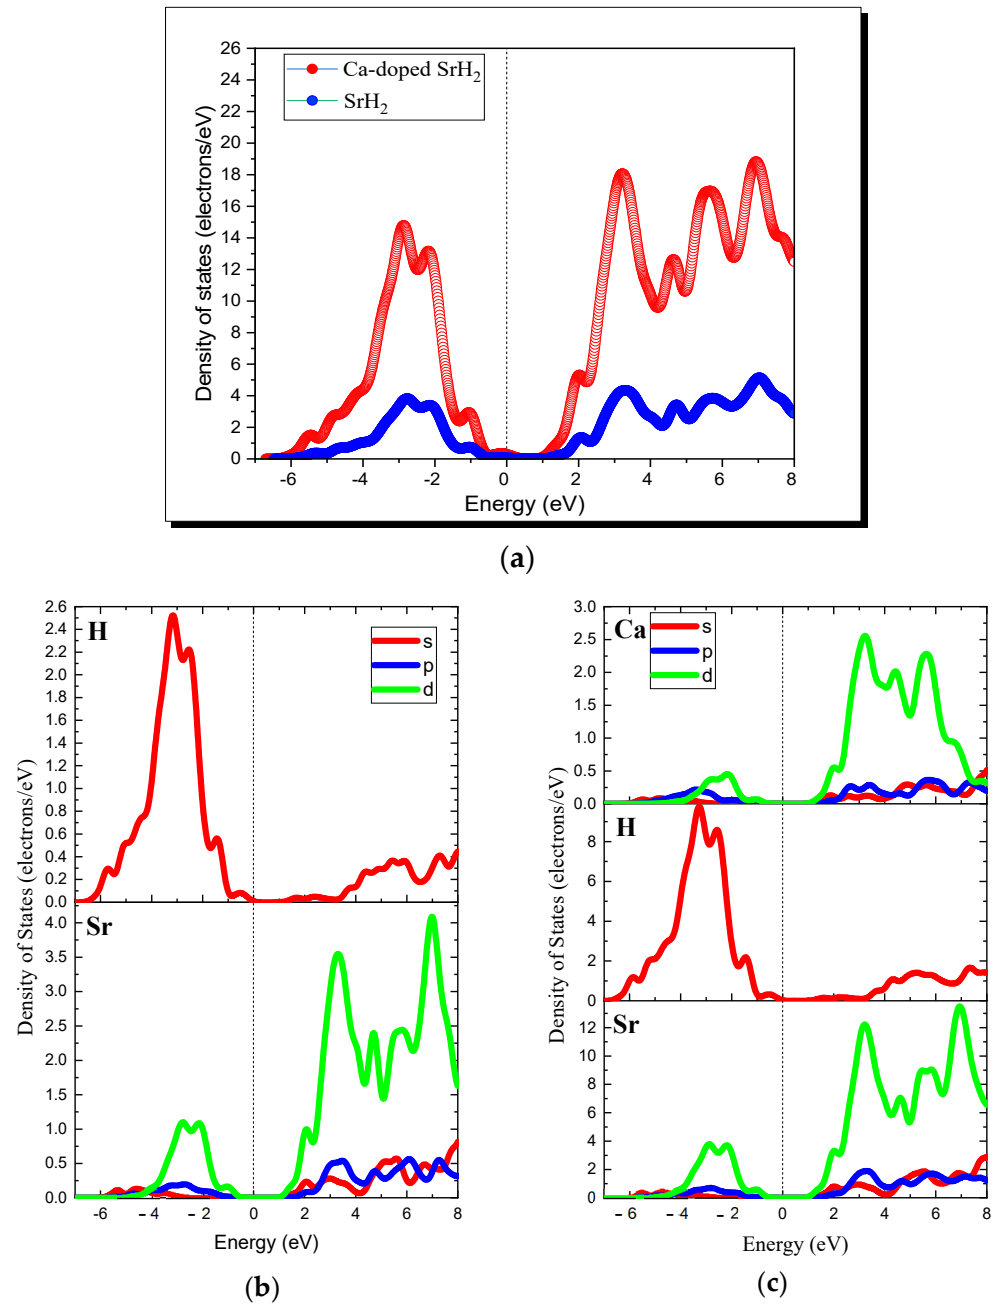 26
24
22
20
18
16
14
12
10
8
6
4
2
0
Density of states (electrons/eV)
Ca-doped SrH₂
SrH₂
-6 -4 -2 0 2 4 6 8
Energy (eV)
(a)
2.6
2.4
2.2
2.0
1.8
1.6
1.4
1.2
1.0
0.8
0.6
0.4
0.2
0.0
H
s
p
d
4.0
3.5
3.0
2.5
2.0
1.5
1.0
0.5
0.0
Sr
Density of States (electrons/eV)
-6 -4 -2 0 2 4 6 8
Energy (eV)
(b)
3.0
2.5
2.0
1.5
1.0
0.5
0.0
Ca
s
p
d
8
6
4
2
0
H
12
10
8
6
4
2
0
Sr
Density of States (electrons/eV)
-6 -4 -2 0 2 4 6 8
Energy (eV)
(c)